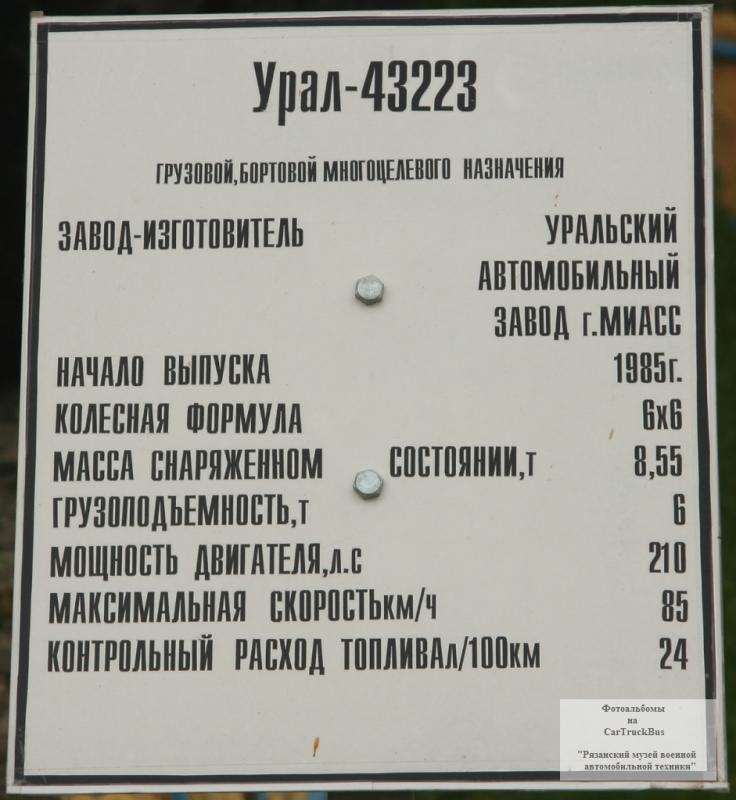 Урал-43223
ГРУЗОВОЙ,БОРТОВОЙ МНОГОЦЕЛЕВОГО НАЗНАЧЕНИЯ
ЗАВОД-ИЗГОТОВИТЕЛЬ УРАЛЬСКИЙ
АВТОМОБИЛЬНЫЙ
ЗАВОД г.МИАСС
НАЧАЛО ВЫПУСКА 1985г.
КОЛЕСНАЯ ФОРМУЛА 6х6
МАССА СНАРЯЖЕННОМ СОСТОЯНИИ,т 8,55
ГРУЗОПОДЪЕМНОСТЬ,т 6
МОЩНОСТЬ ДВИГАТЕЛЯ,л.с 210
МАКСИМАЛЬНАЯ СКОРОСТЬкм/ч 85
КОНТРОЛЬНЫЙ РАСХОД ТОПЛИВАл/100км 24
Фотоальбомы
на
CarTruckBus
"Рязанский музей военной
автомобильной техники"